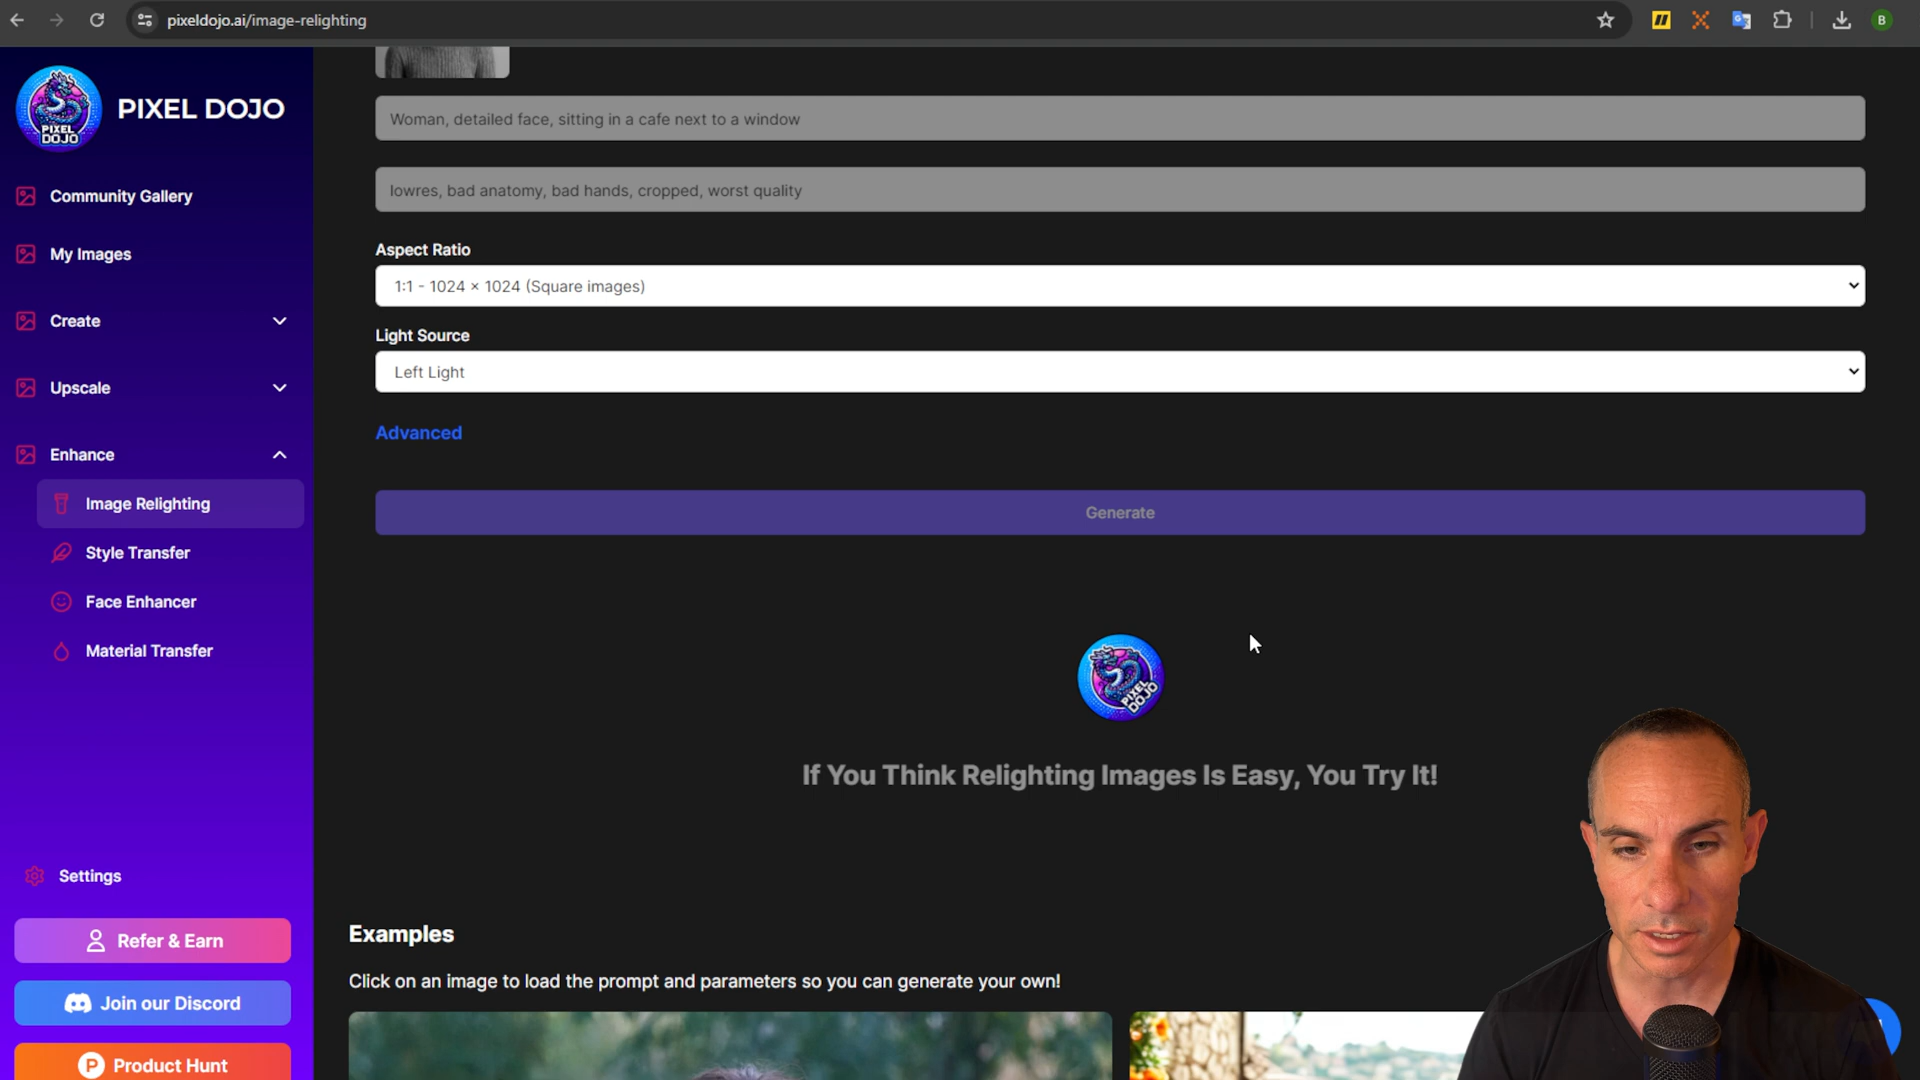 pixeldojo.ai/image-relighting
B
PIXEL DOJO
PIXEL DOJO
Community Gallery
My Images
Create
Upscale
Enhance
Image Relighting
Style Transfer
Face Enhancer
Material Transfer
Settings
Refer & Earn
Join our Discord
P Product Hunt
Woman, detailed face, sitting in a cafe next to a window
lowres, bad anatomy, bad hands, cropped, worst quality
Aspect Ratio
1:1 - 1024 × 1024 (Square images)
Light Source
Left Light
Advanced
Generate
PIXEL DOJO
If You Think Relighting Images Is Easy, You Try It!
Examples
Click on an image to load the prompt and parameters so you can generate your own!